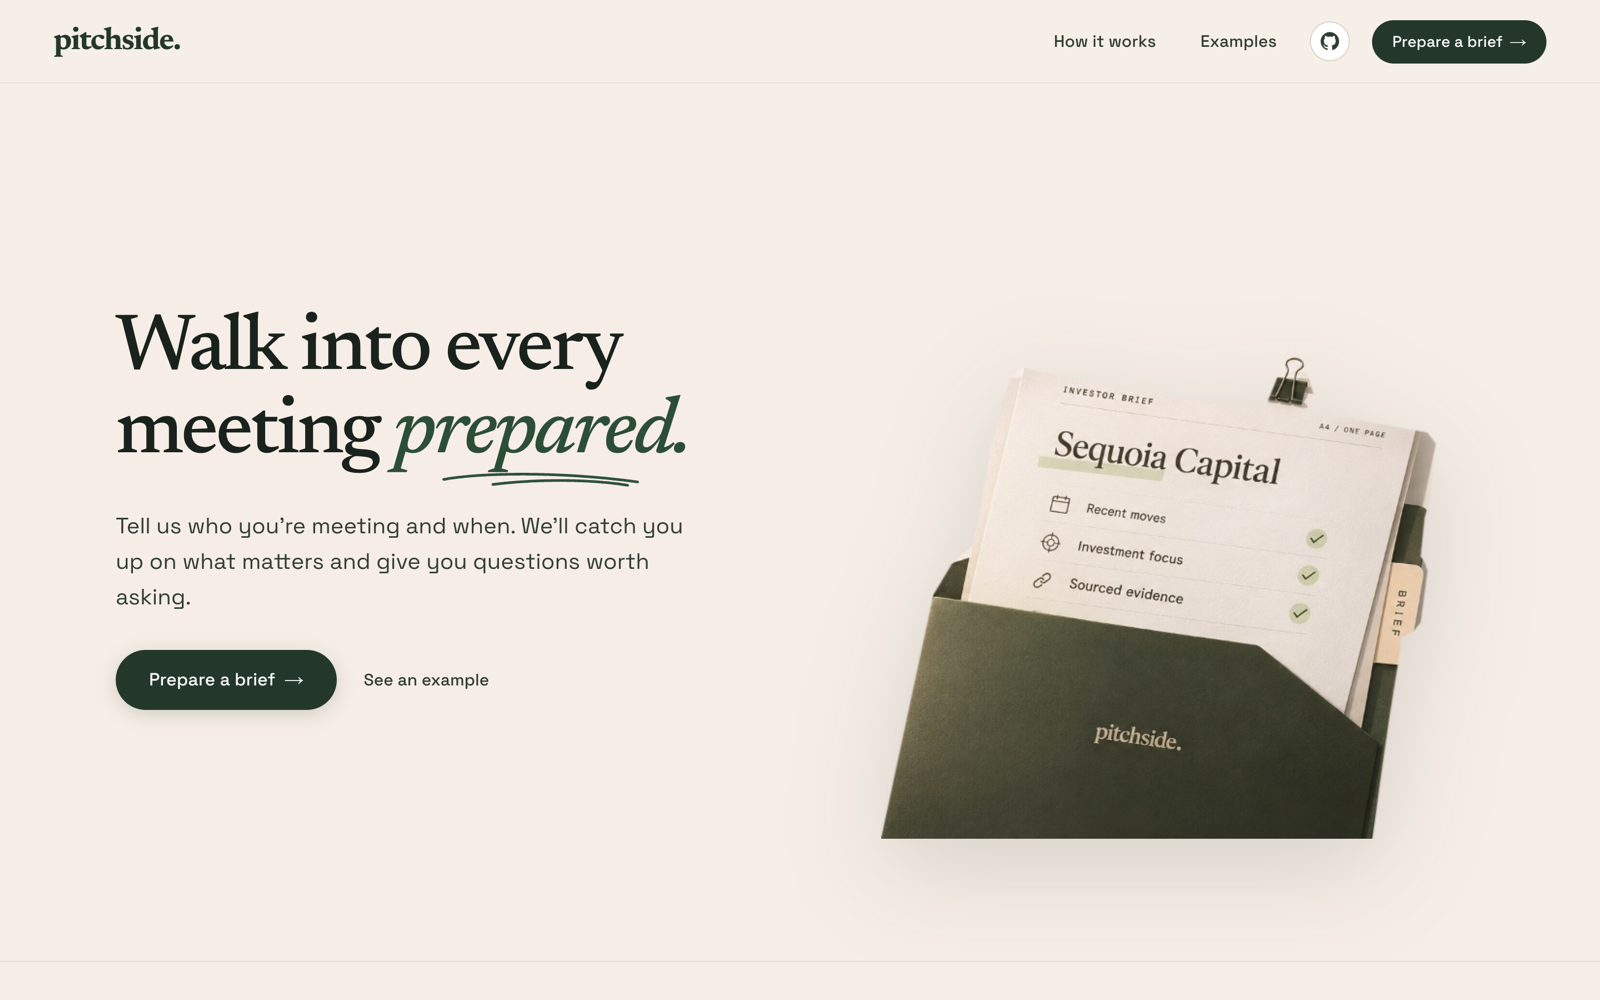 pitchside.
How it works
Examples
Prepare a brief →
Walk into every
meeting prepared.
Tell us who you're meeting and when. We'll catch you
up on what matters and give you questions worth
asking.
Prepare a brief →
See an example
INVESTOR BRIEF
A4 / ONE PAGE
Sequoia Capital
Recent moves
Investment focus
Sourced evidence
BRIEF
pitchside.